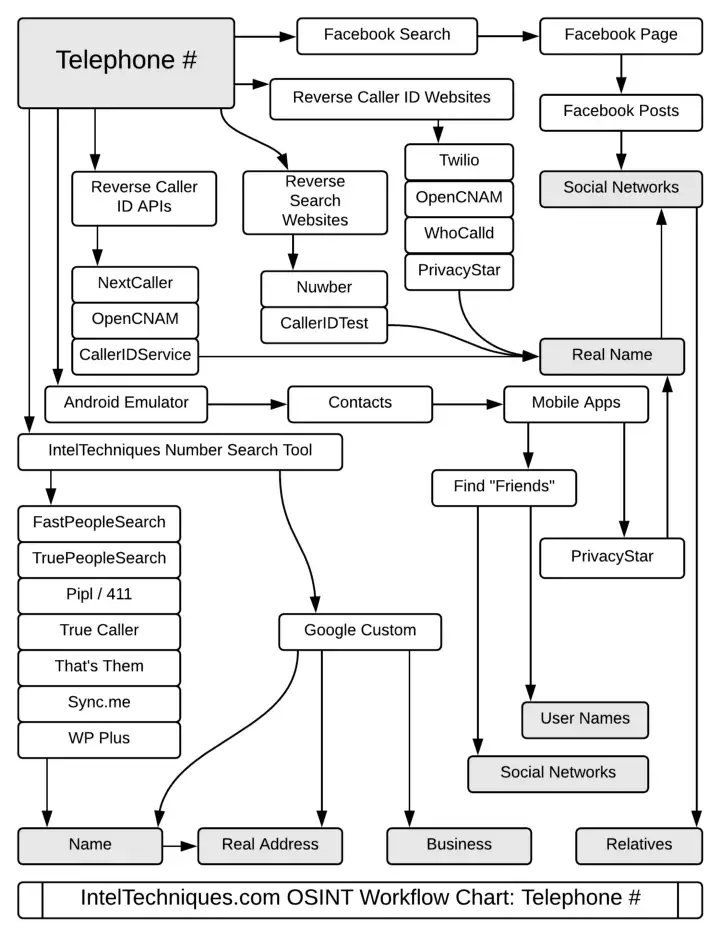 Telephone #
Facebook Search
Facebook Page
Reverse Caller ID Websites
Facebook Posts
Twilio
OpenCNAM
WhoCalld
PrivacyStar
Social Networks
Reverse Caller
ID APIs
Reverse
Search
Websites
NextCaller
OpenCNAM
CallerIDService
Nuwber
CallerIDTest
Real Name
Android Emulator
Contacts
Mobile Apps
IntelTechniques Number Search Tool
Find "Friends"
PrivacyStar
FastPeopleSearch
TruePeopleSearch
Pipl / 411
True Caller
That's Them
Sync.me
WP Plus
Google Custom
User Names
Social Networks
Name
Real Address
Business
Relatives
IntelTechniques.com OSINT Workflow Chart: Telephone #